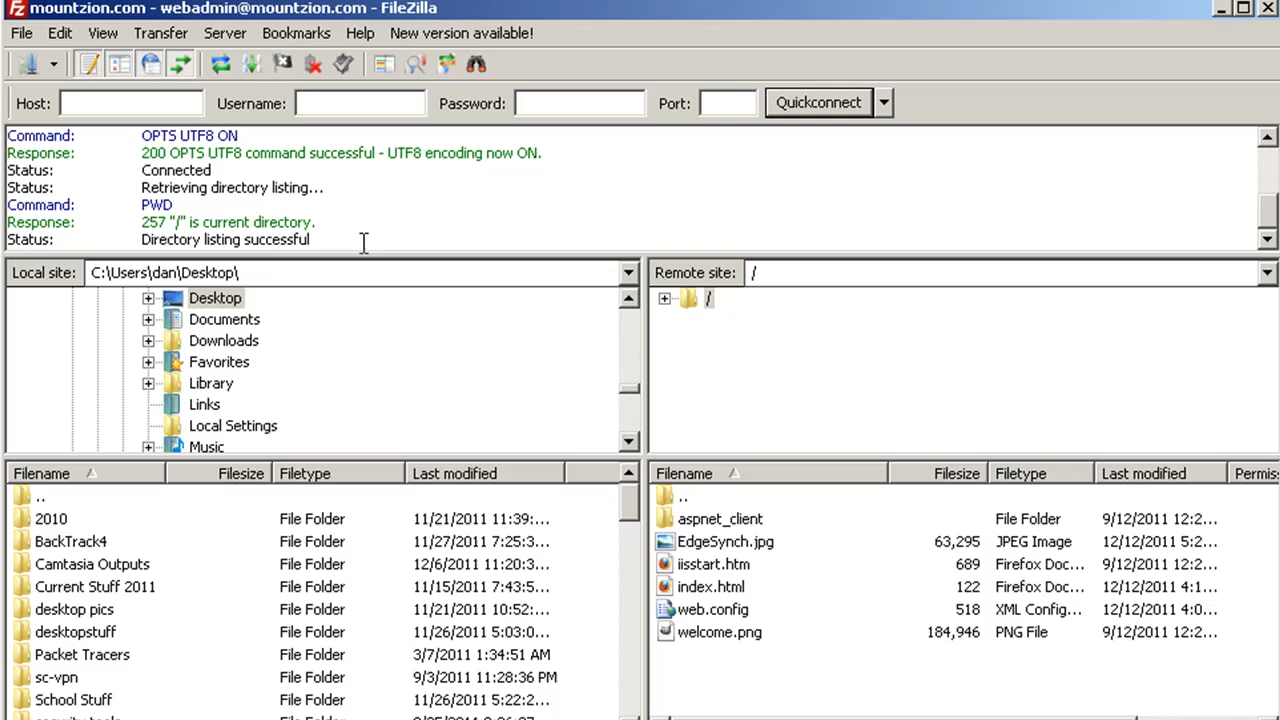 mountzion.com - webadmin@mountzion.com - FileZilla
File Edit View Transfer Server Bookmarks Help New version available!
Host: Username: Password: Port: Quickconnect
Command: OPTS UTF8 ON
Response: 200 OPTS UTF8 command successful - UTF8 encoding now ON.
Status: Connected
Status: Retrieving directory listing...
Command: PWD
Response: 257 "/" is current directory.
Status: Directory listing successful
Local site: C:\Users\dan\Desktop\
Desktop
Documents
Downloads
Favorites
Library
Links
Local Settings
Music
Remote site: /
/
Filename Filesize Filetype Last modified
..
2010 File Folder 11/21/2011 11:39:...
BackTrack4 File Folder 11/27/2011 7:25:3...
Camtasia Outputs File Folder 12/6/2011 11:20:3...
Current Stuff 2011 File Folder 11/15/2011 7:43:5...
desktop pics File Folder 11/21/2011 10:52:...
desktopstuff File Folder 11/26/2011 5:03:0...
Packet Tracers File Folder 3/7/2011 1:34:51 AM
sc-vpn File Folder 9/3/2011 11:28:36 PM
School Stuff File Folder 11/26/2011 5:22:2...
Filename Filesize Filetype Last modified Permis
..
aspnet_client File Folder 9/12/2011 12:2...
EdgeSynch.jpg 63,295 JPEG Image 12/12/2011 5:2...
iisstart.htm 689 Firefox Doc... 9/12/2011 12:2...
index.html 122 Firefox Doc... 12/12/2011 4:1...
web.config 518 XML Config... 12/12/2011 4:0...
welcome.png 184,946 PNG File 9/12/2011 12:2...